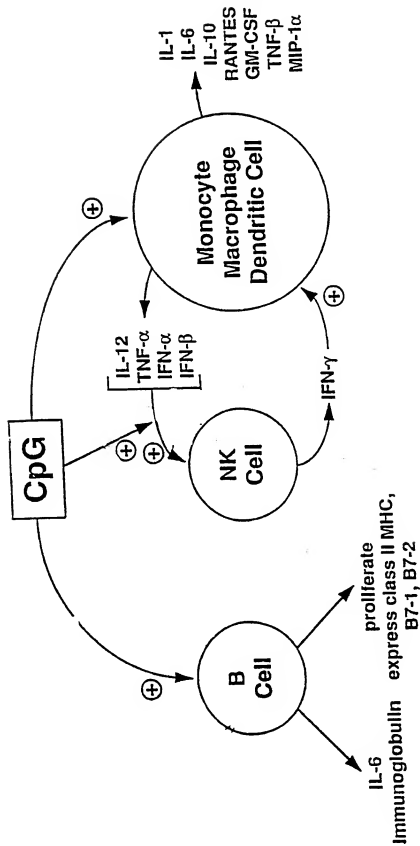 CpG
IL-1
IL-6
IL-10
RANTES
GM-CSF
TNF-β
MIP-1α
Monocyte
Macrophage
Dendritic Cell
IL-12
TNF-α
IFN-α
IFN-β
NK
Cell
IFN-γ
B
Cell
IL-6
Immunoglobulin
proliferate
express class II MHC,
B7-1, B7-2
+
+
+
+
+